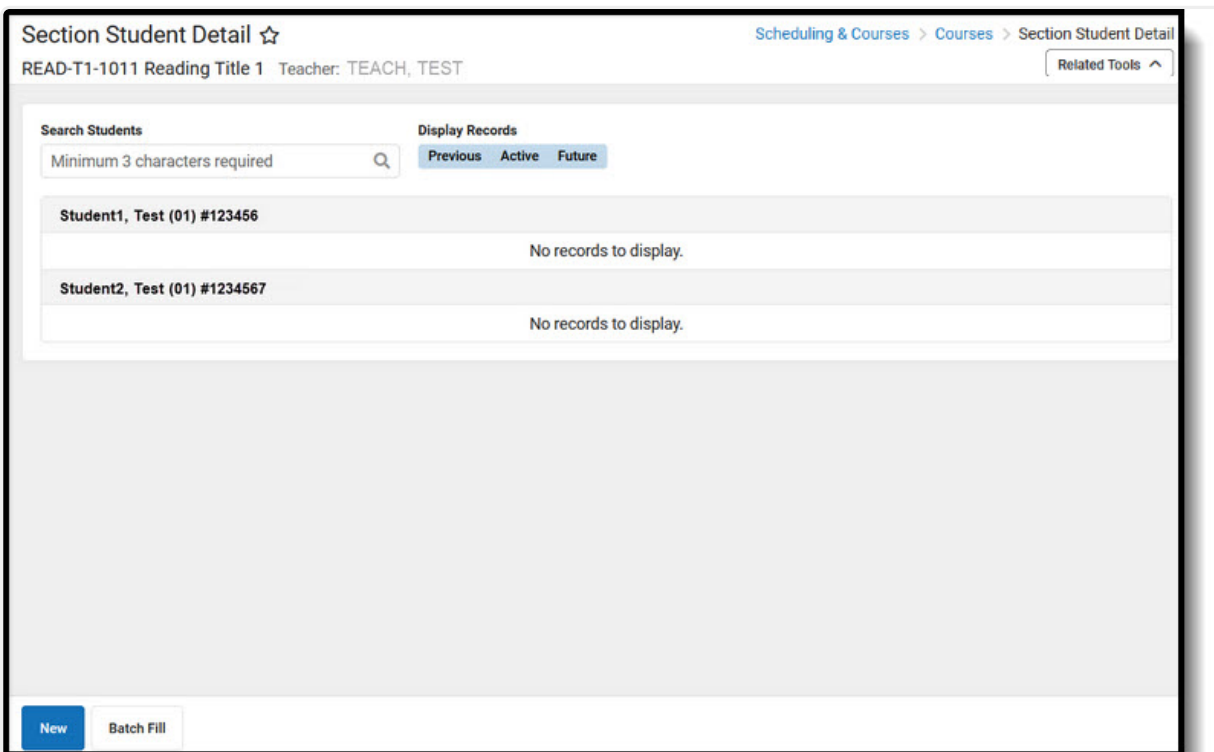 Section Student Detail
Scheduling & Courses > Courses > Section Student Detail
READ-T1-1011 Reading Title 1 Teacher: TEACH, TEST
Related Tools
Search Students
Display Records
Minimum 3 characters required
Previous Active Future
Student1, Test (01) #123456
No records to display.
Student2, Test (01) #1234567
No records to display.
New Batch Fill